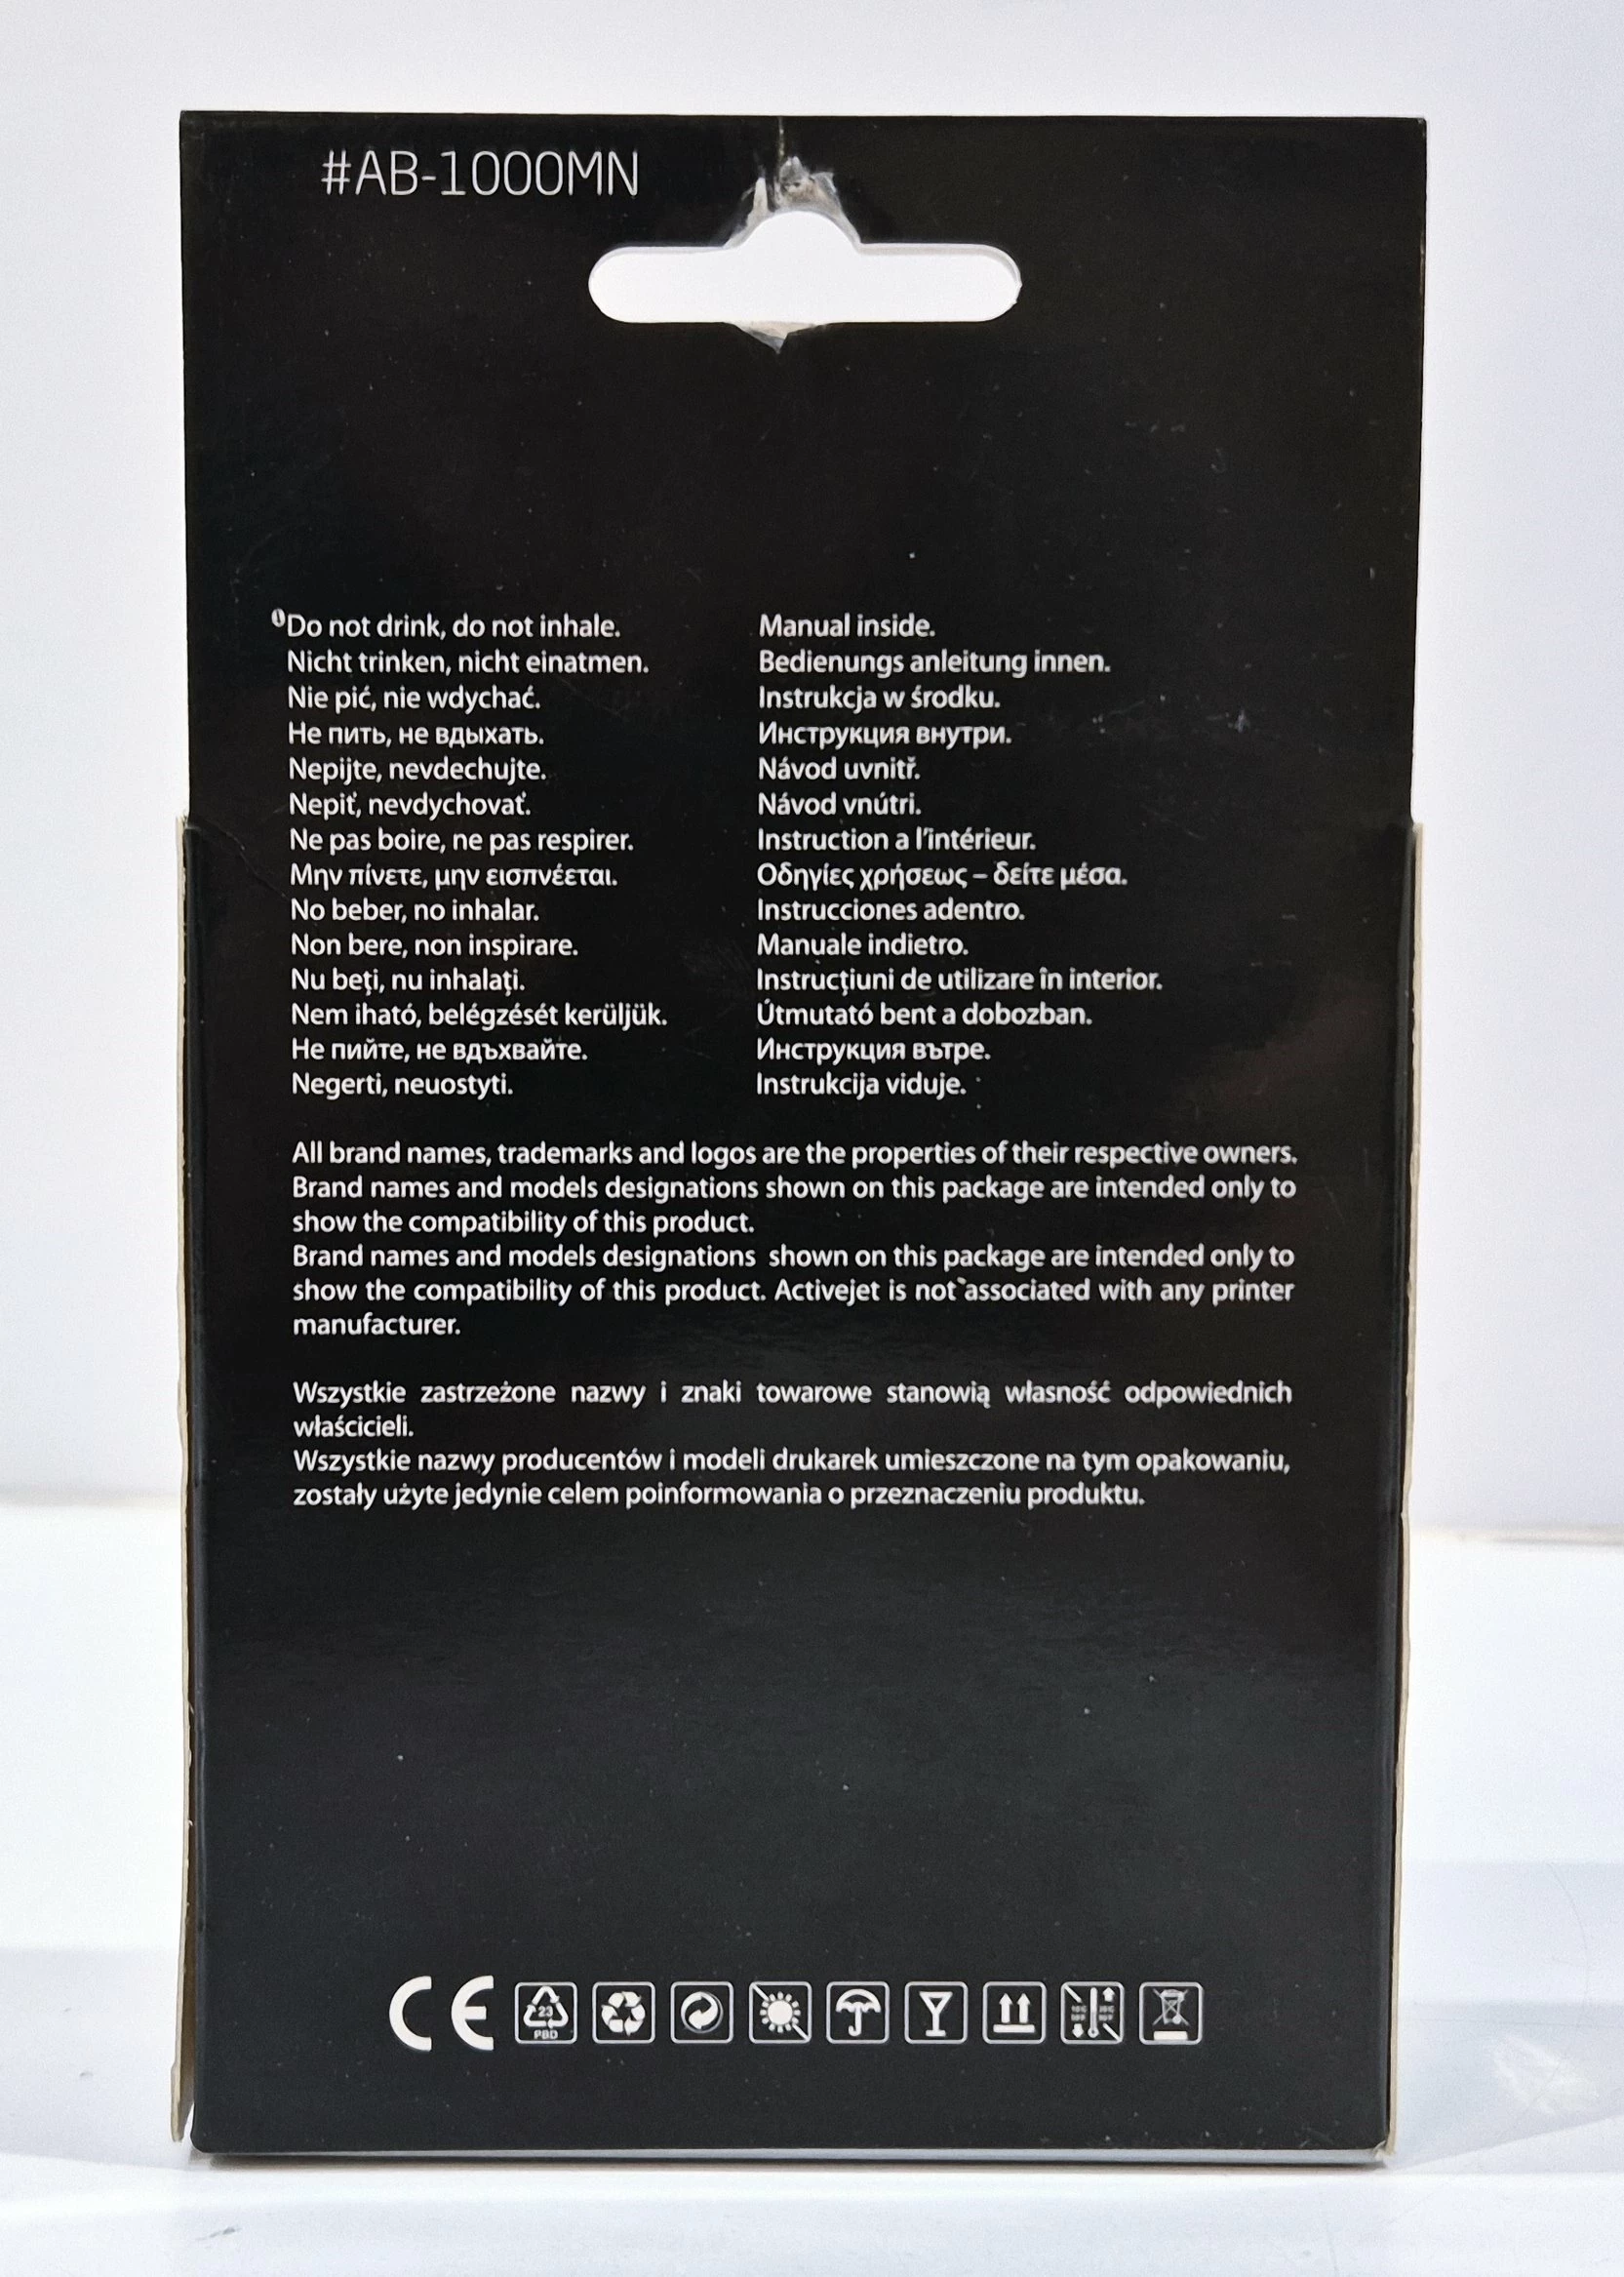 #AB-1000MN
Do not drink, do not inhale.
Nicht trinken, nicht einatmen.
Nie pić, nie wdychać.
Не пить, не вдыхать.
Nepijte, nevdechujte.
Nepiť, nevdychovať.
Ne pas boire, ne pas respirer.
Μην πίνετε, μην εισπνέεται.
No beber, no inhalar.
Non bere, non inspirare.
Nu beți, nu inhalați.
Nem iható, belégzését kerüljük.
Не пийте, не вдъхвайте.
Negerti, neuostyti.
Manual inside.
Bedienungs anleitung innen.
Instrukcja w środku.
Инструкция внутри.
Návod uvnitř.
Návod vnútri.
Instruction a l'intérieur.
Οδηγίες χρήσεως – δείτε μέσα.
Instrucciones adentro.
Manuale indietro.
Instrucțiuni de utilizare în interior.
Útmutató bent a dobozban.
Инструкция вътре.
Instrukcija viduje.
All brand names, trademarks and logos are the properties of their respective owners.
Brand names and models designations shown on this package are intended only to
show the compatibility of this product.
Brand names and models designations shown on this package are intended only to
show the compatibility of this product. Activejet is not associated with any printer
manufacturer.
Wszystkie zastrzeżone nazwy i znaki towarowe stanowią własność odpowiednich
właścicieli.
Wszystkie nazwy producentów i modeli drukarek umieszczone na tym opakowaniu,
zostały użyte jedynie celem poinformowania o przeznaczeniu produktu.
CE
23
PBD